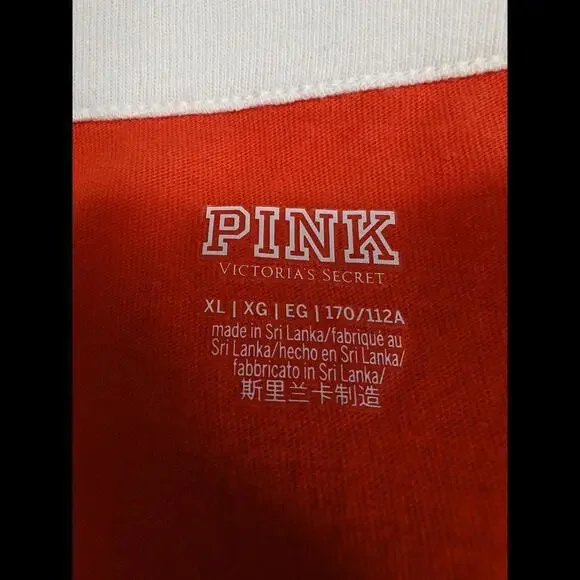 PINK
VICTORIA'S SECRET
XL | XG | EG | 170/112A
made in Sri Lanka/fabriqué au
Sri Lanka/hecho en Sri Lanka/
fabbricato in Sri Lanka/
斯里兰卡制造